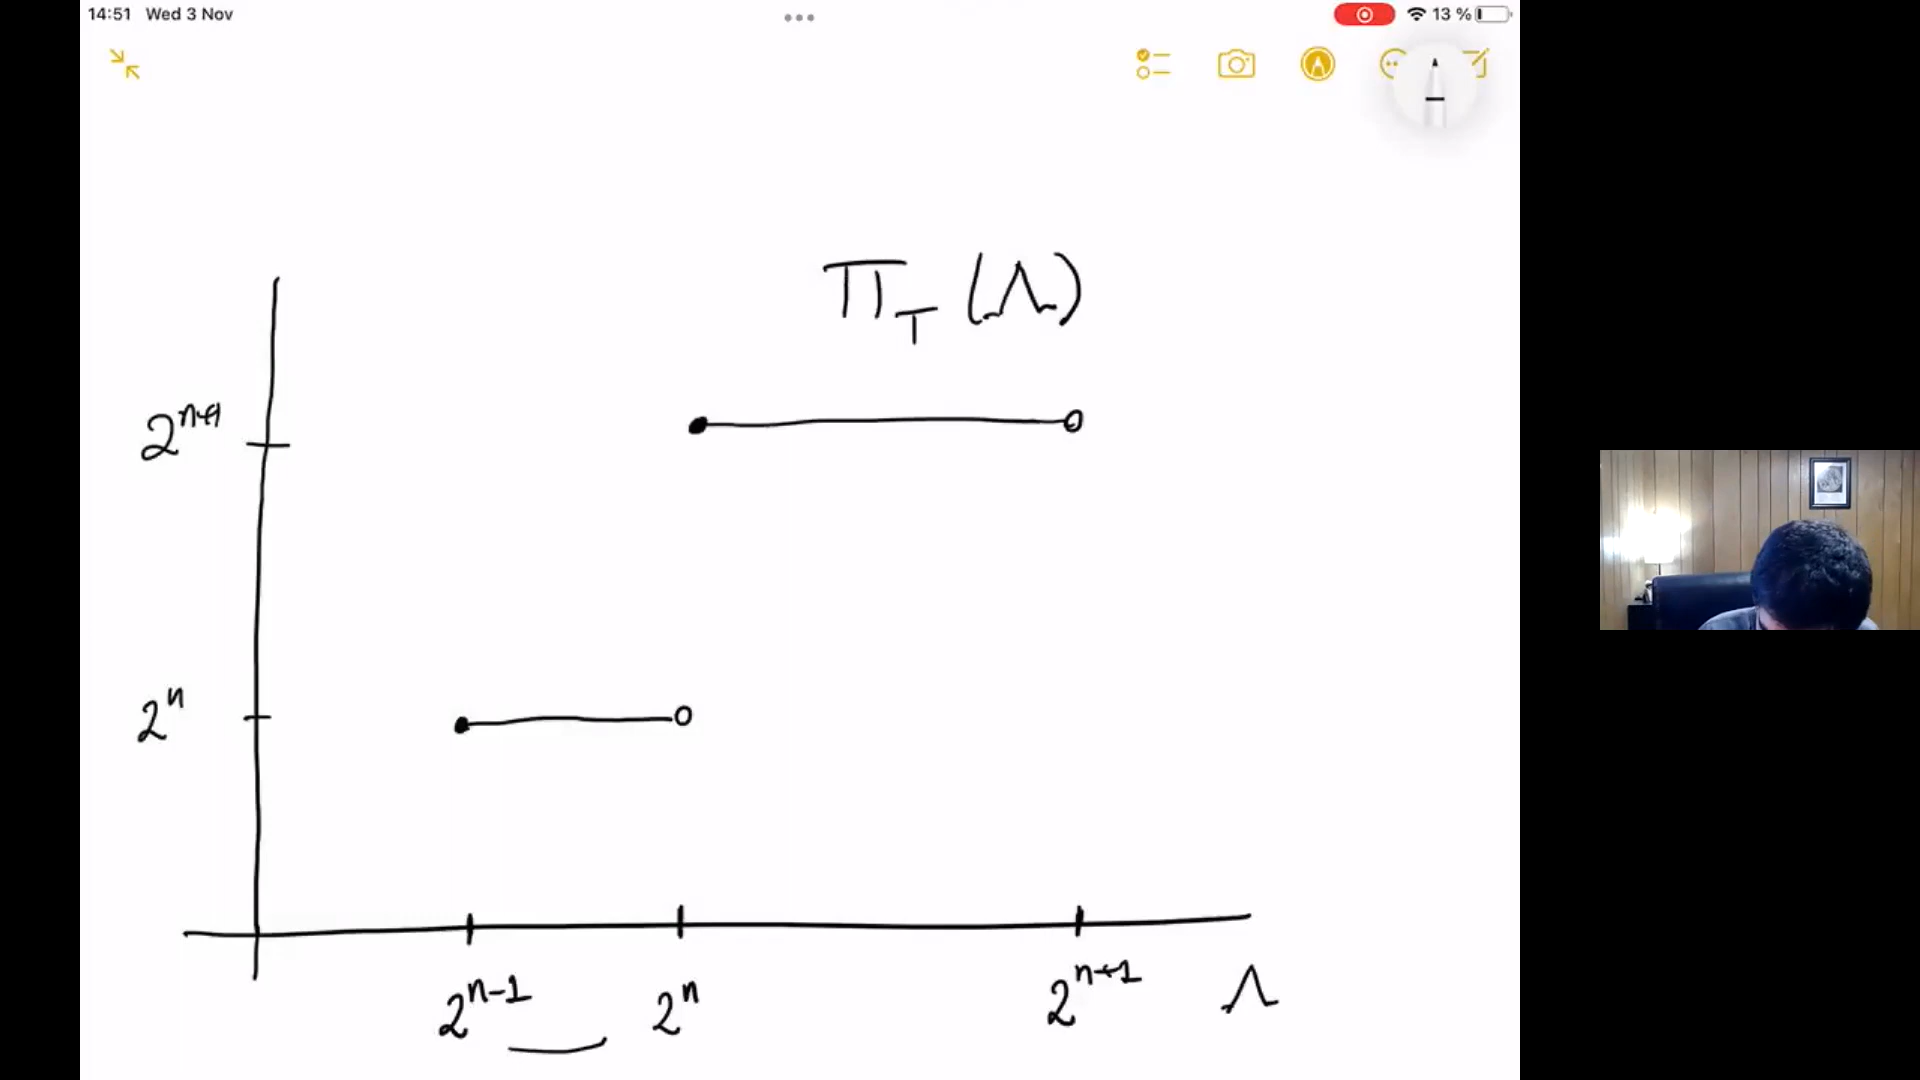 14:51 Wed 3 Nov
13 %
Π_T (Λ)
2^{n+1}
2^n
2^{n-1} 2^n 2^{n+1} Λ